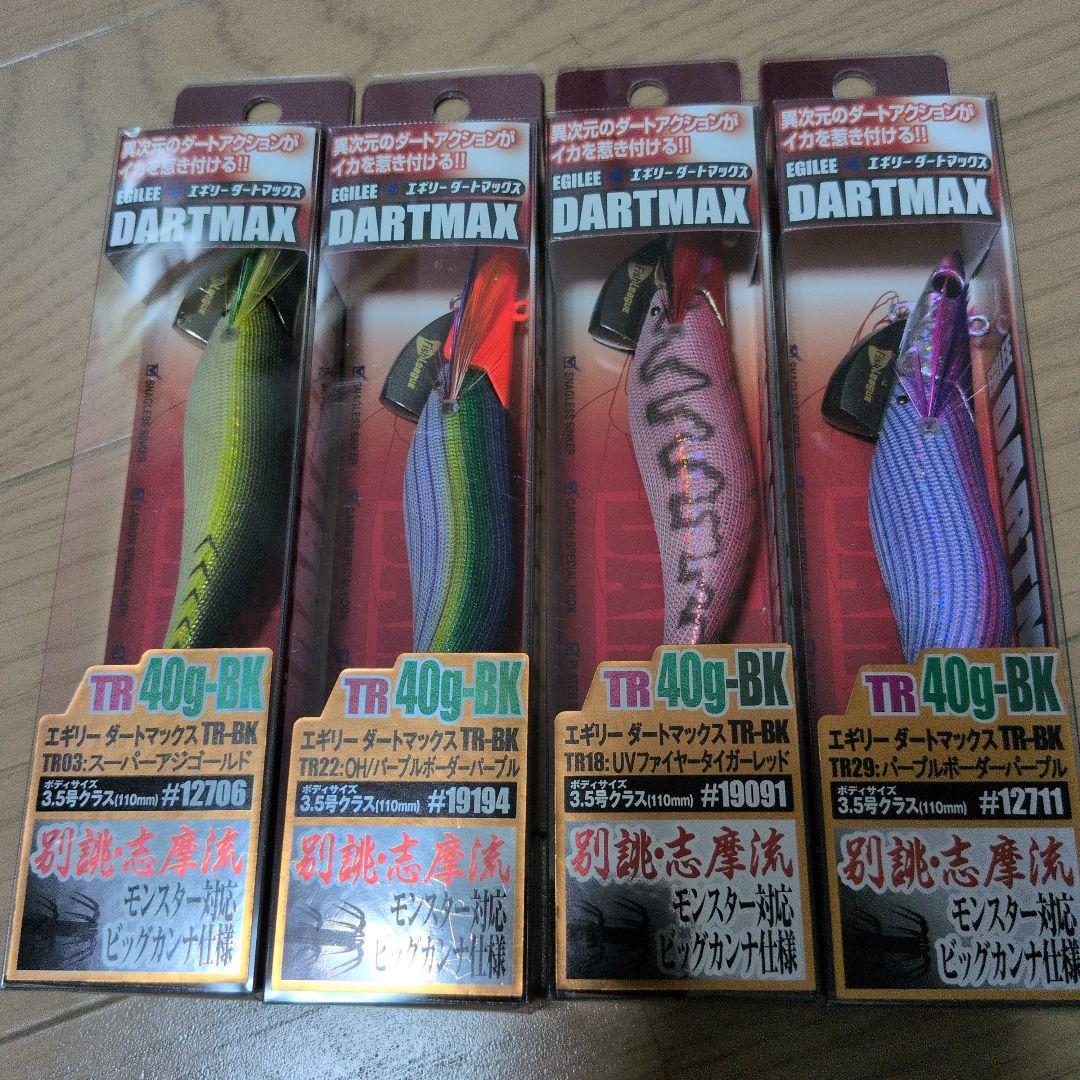 異次元のダートアクションが
イカを惹き付ける!!
EGILEE エギリー ダートマックス
DARTMAX
FishLeague
SNAGLESS SINKER
CARBON SPECIAL HOOK
TR 40g-BK
エギリー ダートマックス TR-BK
TR03:スーパーアジゴールド
ボディサイズ
3.5号クラス(110mm) #12706
別誂・志摩流
モンスター対応
ビッグカンナ仕様
異次元のダートアクションが
イカを惹き付ける!!
EGILEE エギリー ダートマックス
DARTMAX
FishLeague
SNAGLESS SINKER
CARBON SPECIAL HOOK
TR 40g-BK
エギリー ダートマックス TR-BK
TR22:OH/パープルボーダーパープル
ボディサイズ
3.5号クラス(110mm) #19194
別誂・志摩流
モンスター対応
ビッグカンナ仕様
異次元のダートアクションが
イカを惹き付ける!!
EGILEE エギリー ダートマックス
DARTMAX
FishLeague
SNAGLESS SINKER
CARBON SPECIAL HOOK
TR 40g-BK
エギリー ダートマックス TR-BK
TR18:UVファイヤータイガーレッド
ボディサイズ
3.5号クラス(110mm) #19091
別誂・志摩流
モンスター対応
ビッグカンナ仕様
異次元のダートアクションが
イカを惹き付ける!!
EGILEE エギリー ダートマックス
DARTMAX
FishLeague
TR 40g-BK
エギリー ダートマックス TR-BK
TR29:パープルボーダーパープル
ボディサイズ
3.5号クラス(110mm) #12711
別誂・志摩流
モンスター対応
ビッグカンナ仕様